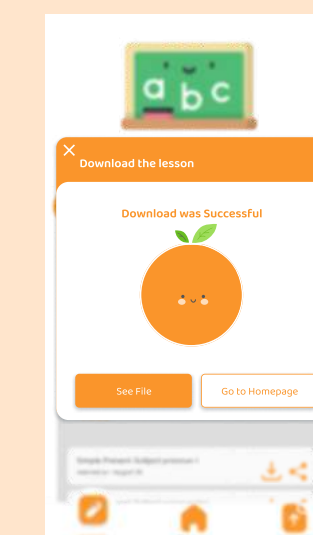 a b c
Download the lesson
Download was Successful
See File
Go to Homepage
Simple Present: Subject pronoun 1